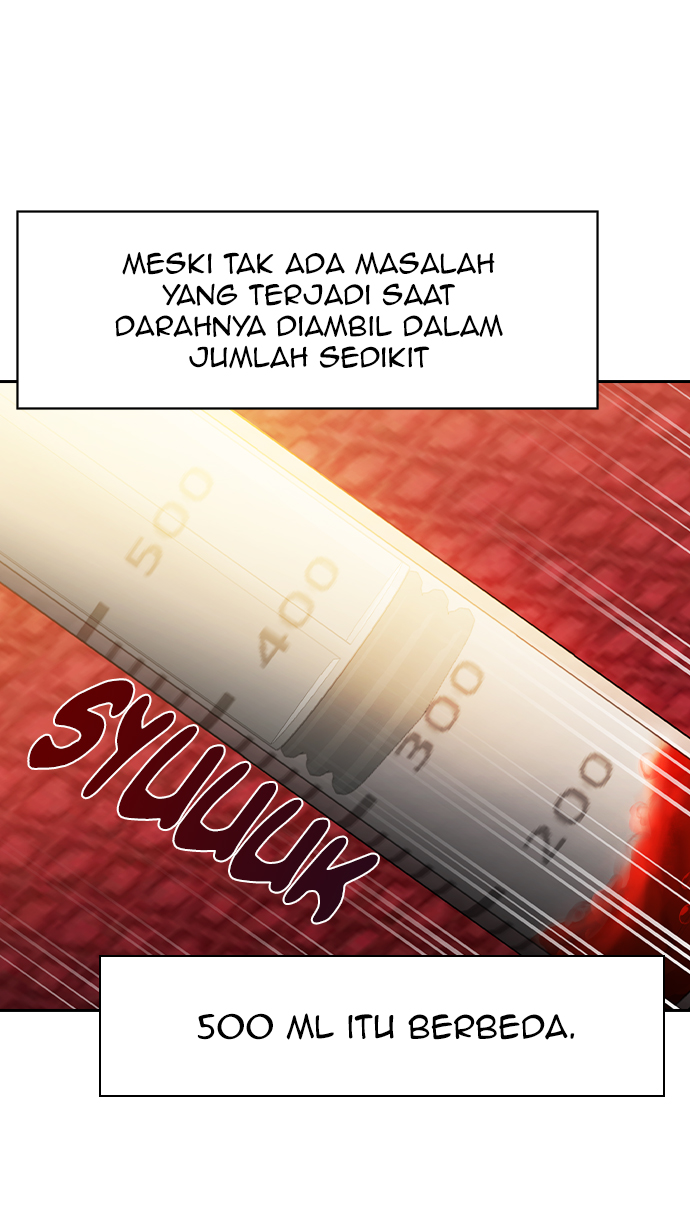 MESKI TAK ADA MASALAH
YANG TERJADI SAAT
DARAHNYA DIAMBIL DALAM
JUMLAH SEDIKIT
500
400
300
200
SYUUUK
500 ML ITU BERBEDA.